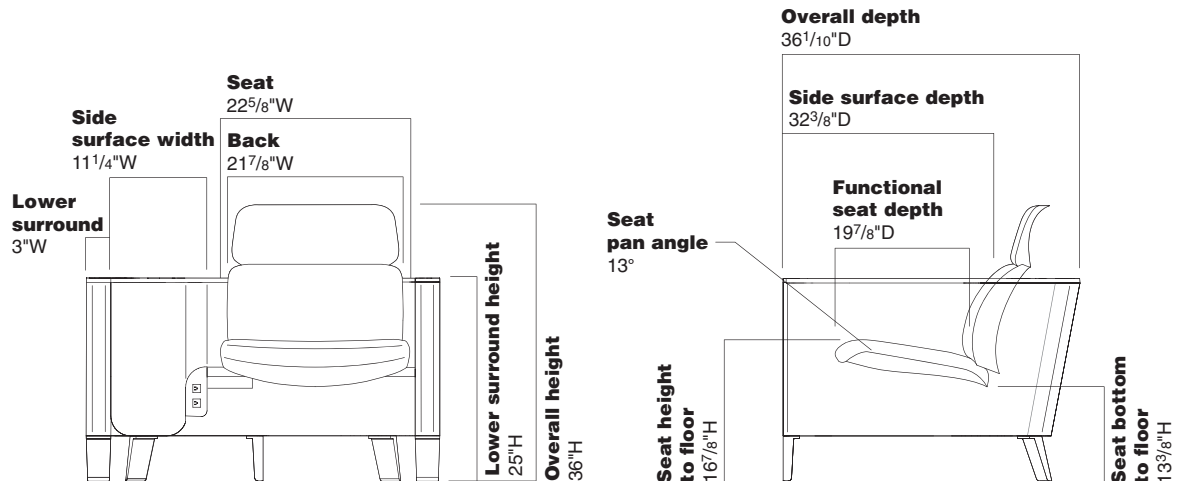 Seat
22⁵/8"W
Side
surface width
11¹/4"W
Back
21⁷/8"W
Lower
surround
3"W
Lower surround height
25"H
Overall height
36"H
Overall depth
36¹/10"D
Side surface depth
32³/8"D
Functional
seat depth
19⁷/8"D
Seat
pan angle
13°
Seat height
to floor
16⁷/8"H
Seat bottom
to floor
13³/8"H